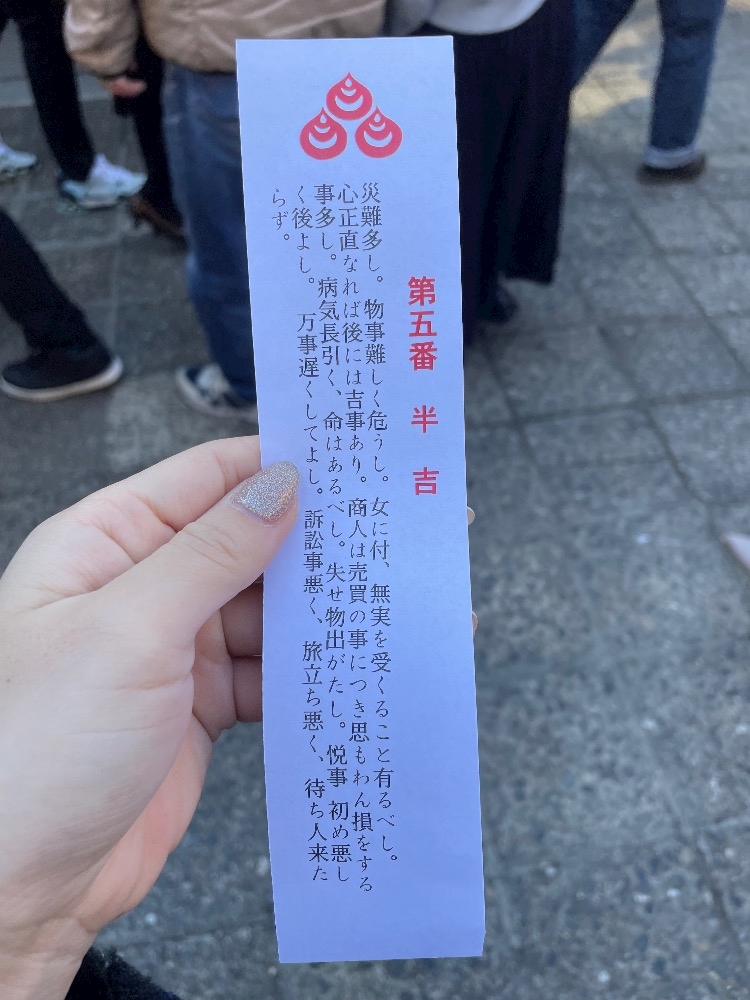 第五番 半 吉
災難多し。物事難しく危うし。女に付、無実を受くること有るべし。
心正直なれば後には吉事あり。商人は売買の事につき思もわん損をする
事多し。病気長引く、命はあるべし。失せ物出がたし。悦事 初め悪し
く後よし。万事遅くしてよし。訴訟事悪く、旅立ち悪く、待ち人来た
らず。